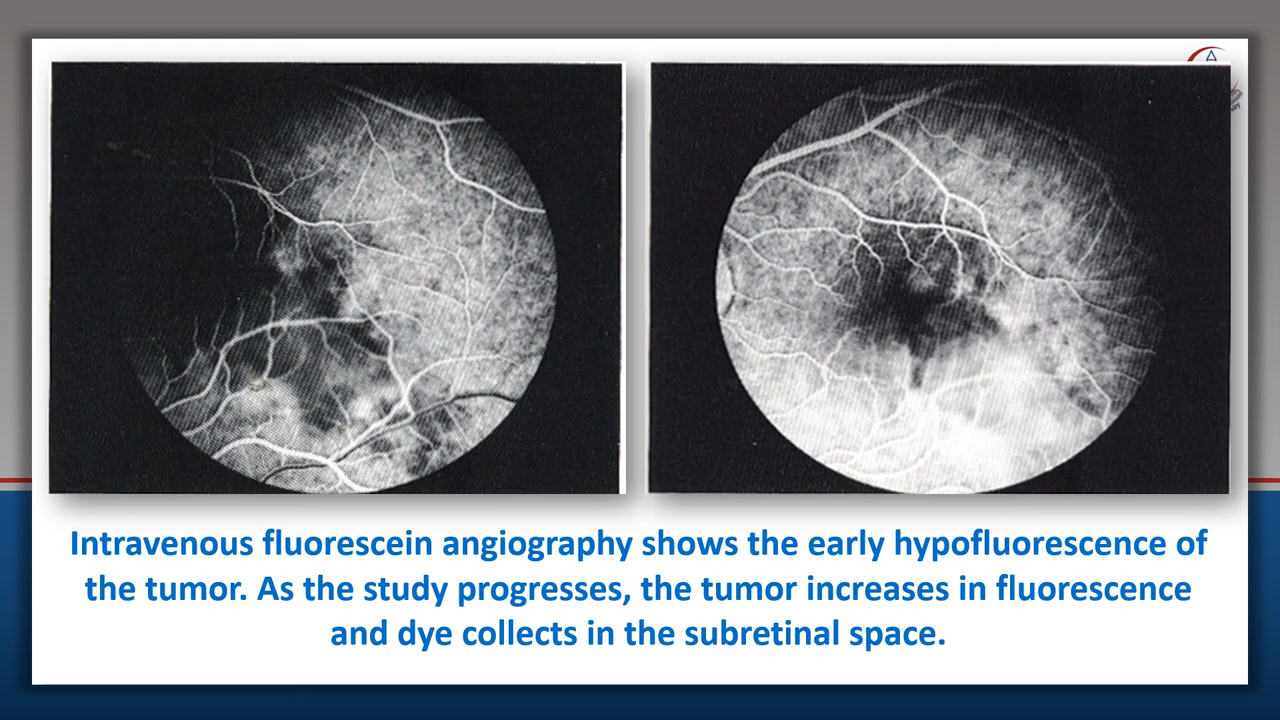 Intravenous fluorescein angiography shows the early hypofluorescence of
the tumor. As the study progresses, the tumor increases in fluorescence
and dye collects in the subretinal space.